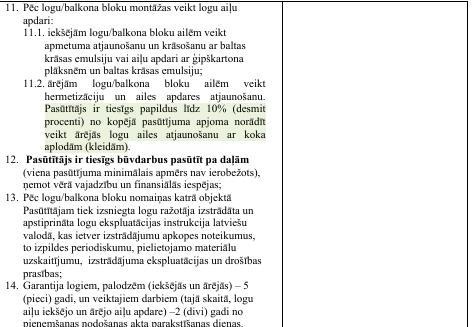 11. Pēc logu/balkona bloku montāžas veikt logu aiļu
apdari:
11.1. iekšējām logu/balkona bloku ailēm veikt
apmetuma atjaunošanu un krāsošanu ar baltas
krāsas emulsiju vai aiļu apdari ar ģipškartona
plāksnēm un baltas krāsas emulsiju;
11.2. ārējām logu/balkona bloku ailēm veikt
hermetizāciju un ailes apdares atjaunošanu.
Pasūtītājs ir tiesīgs papildus līdz 10% (desmit
procenti) no kopējā pasūtījuma apjoma norādīt
veikt ārējās logu ailes atjaunošanu ar koka
aplodām (kleidām).
12. Pasūtītājs ir tiesīgs būvdarbus pasūtīt pa daļām
(viena pasūtījuma minimālais apmērs nav ierobežots),
ņemot vērā vajadzību un finansiālās iespējas;
13. Pēc logu/balkona bloku nomaiņas katrā objektā
Pasūtītājam tiek izsniegta logu ražotāja izstrādāta un
apstiprināta logu ekspluatācijas instrukcija latviešu
valodā, kas ietver izstrādājumu apkopes noteikumus,
to izpildes periodiskumu, pielietojamo materiālu
uzskaitījumu, izstrādājuma ekspluatācijas un drošības
prasības;
14. Garantija logiem, palodzēm (iekšējās un ārējās) – 5
(pieci) gadi, un veiktajiem darbiem (tajā skaitā, logu
aiļu iekšējo un ārējo aiļu apdare) –2 (divi) gadi no
pieņemšanas nodošanas akta parakstīšanas dienas.